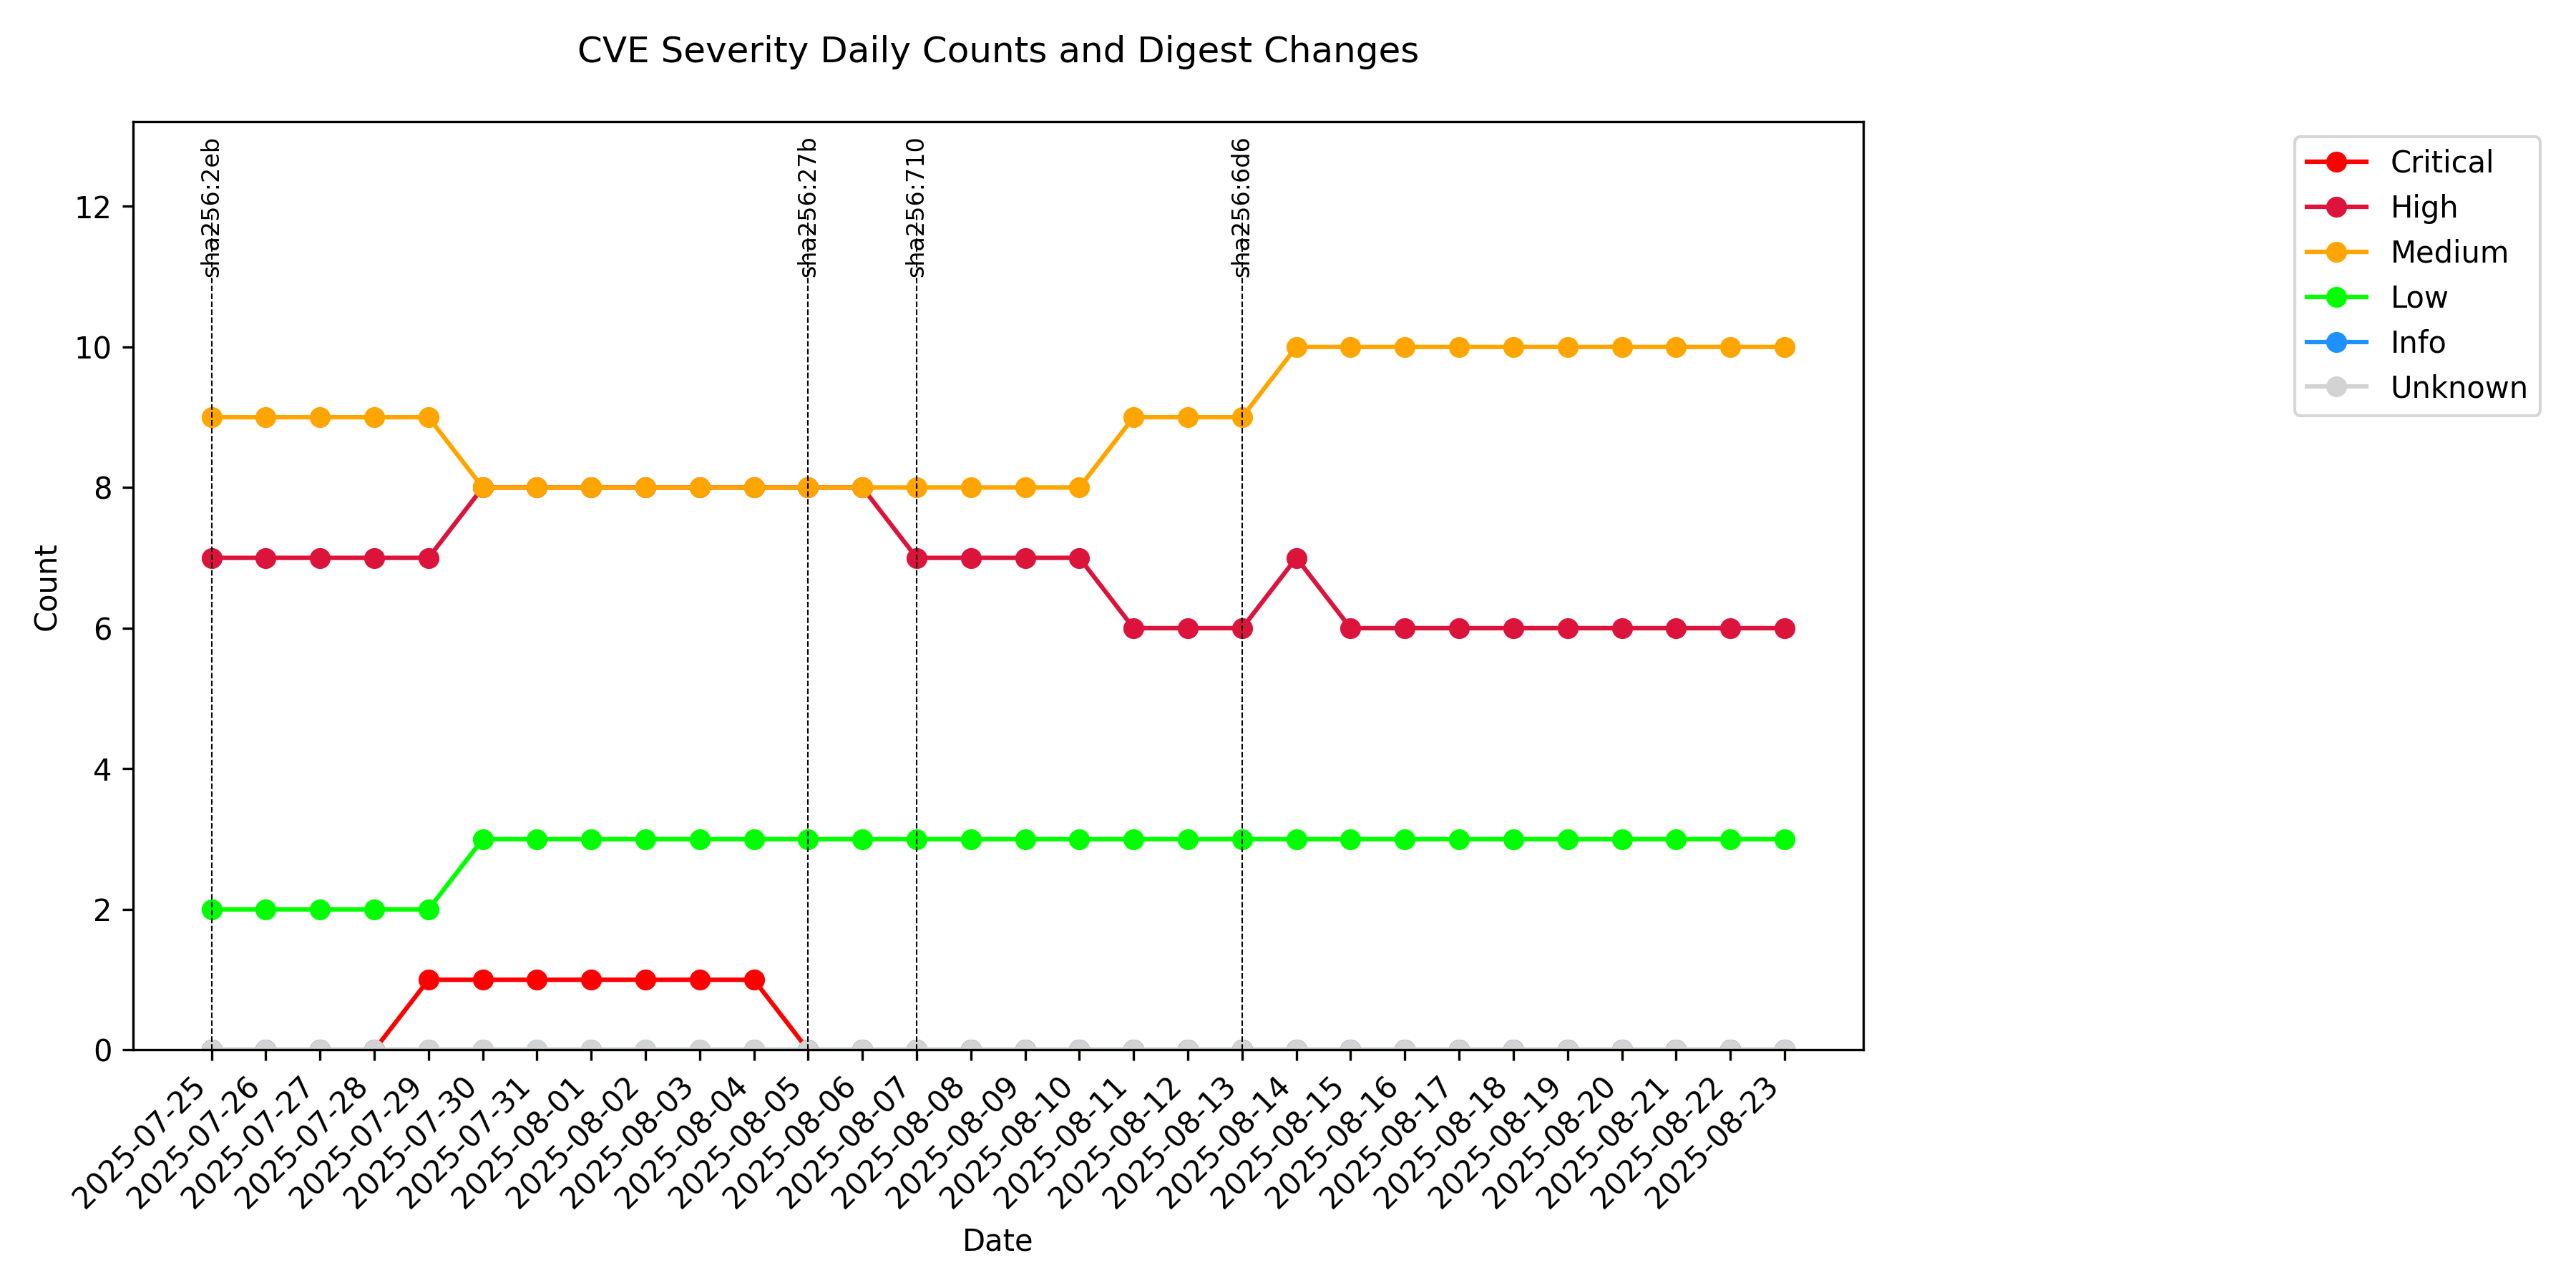 CVE Severity Daily Counts and Digest Changes
sha256:2eb
sha256:27b
sha256:710
sha256:6d6
Critical
High
Medium
Low
Info
Unknown
Count
12
10
8
6
4
2
0
2025-07-25
2025-07-26
2025-07-27
2025-07-28
2025-07-29
2025-07-30
2025-07-31
2025-08-01
2025-08-02
2025-08-03
2025-08-04
2025-08-05
2025-08-06
2025-08-07
2025-08-08
2025-08-09
2025-08-10
2025-08-11
2025-08-12
2025-08-13
2025-08-14
2025-08-15
2025-08-16
2025-08-17
2025-08-18
2025-08-19
2025-08-20
2025-08-21
2025-08-22
2025-08-23
Date